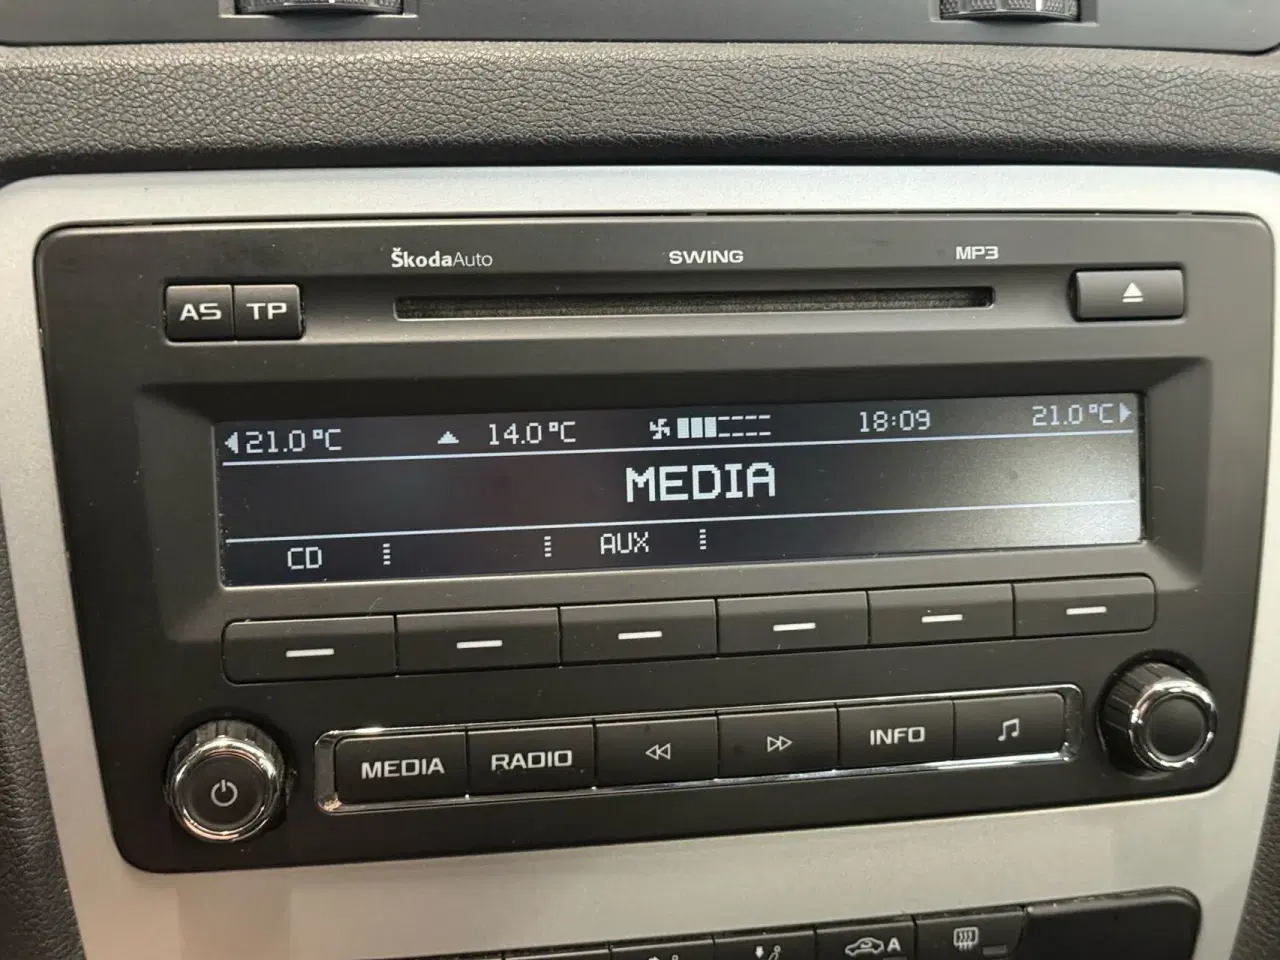 ŠkodaAuto SWING MP3
AS TP
21.0°C 14.0°C 18:09 21.0°C
MEDIA
CD AUX
MEDIA RADIO INFO
A